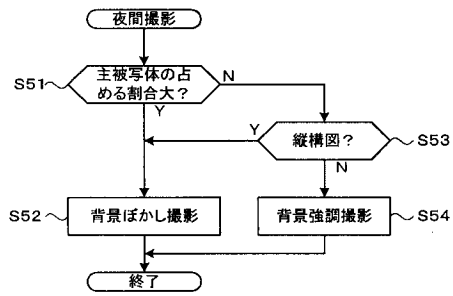 夜間撮影
主被写体の占
める割合大?
S51
N
Y
Y
縦構図?
S53
N
S52
背景ぼかし撮影
背景強調撮影
S54
終了